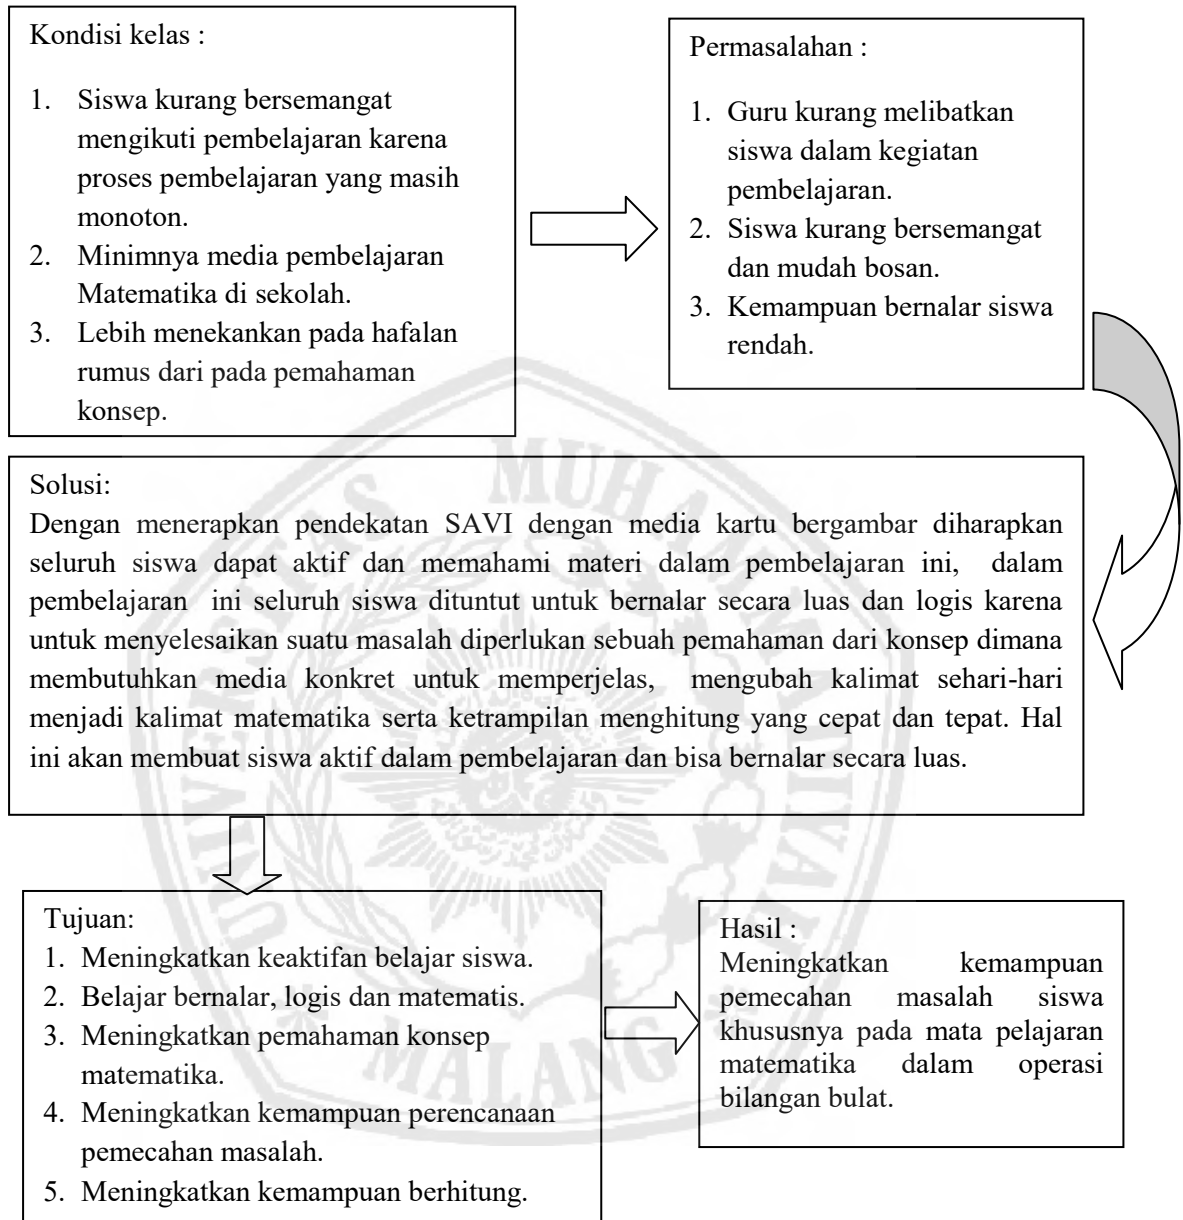 Kondisi kelas :
1. Siswa kurang bersemangat
mengikuti pembelajaran karena
proses pembelajaran yang masih
monoton.
2. Minimnya media pembelajaran
Matematika di sekolah.
3. Lebih menekankan pada hafalan
rumus dari pada pemahaman
konsep.
Permasalahan :
1. Guru kurang melibatkan
siswa dalam kegiatan
pembelajaran.
2. Siswa kurang bersemangat
dan mudah bosan.
3. Kemampuan bernalar siswa
rendah.
Solusi:
Dengan menerapkan pendekatan SAVI dengan media kartu bergambar diharapkan
seluruh siswa dapat aktif dan memahami materi dalam pembelajaran ini, dalam
pembelajaran ini seluruh siswa dituntut untuk bernalar secara luas dan logis karena
untuk menyelesaikan suatu masalah diperlukan sebuah pemahaman dari konsep dimana
membutuhkan media konkret untuk memperjelas, mengubah kalimat sehari-hari
menjadi kalimat matematika serta ketrampilan menghitung yang cepat dan tepat. Hal
ini akan membuat siswa aktif dalam pembelajaran dan bisa bernalar secara luas.
Tujuan:
1. Meningkatkan keaktifan belajar siswa.
2. Belajar bernalar, logis dan matematis.
3. Meningkatkan pemahaman konsep
matematika.
4. Meningkatkan kemampuan perencanaan
pemecahan masalah.
5. Meningkatkan kemampuan berhitung.
Hasil :
Meningkatkan kemampuan
pemecahan masalah siswa
khususnya pada mata pelajaran
matematika dalam operasi
bilangan bulat.
UNIVERSITAS MUHAMMADIYAH
MALANG